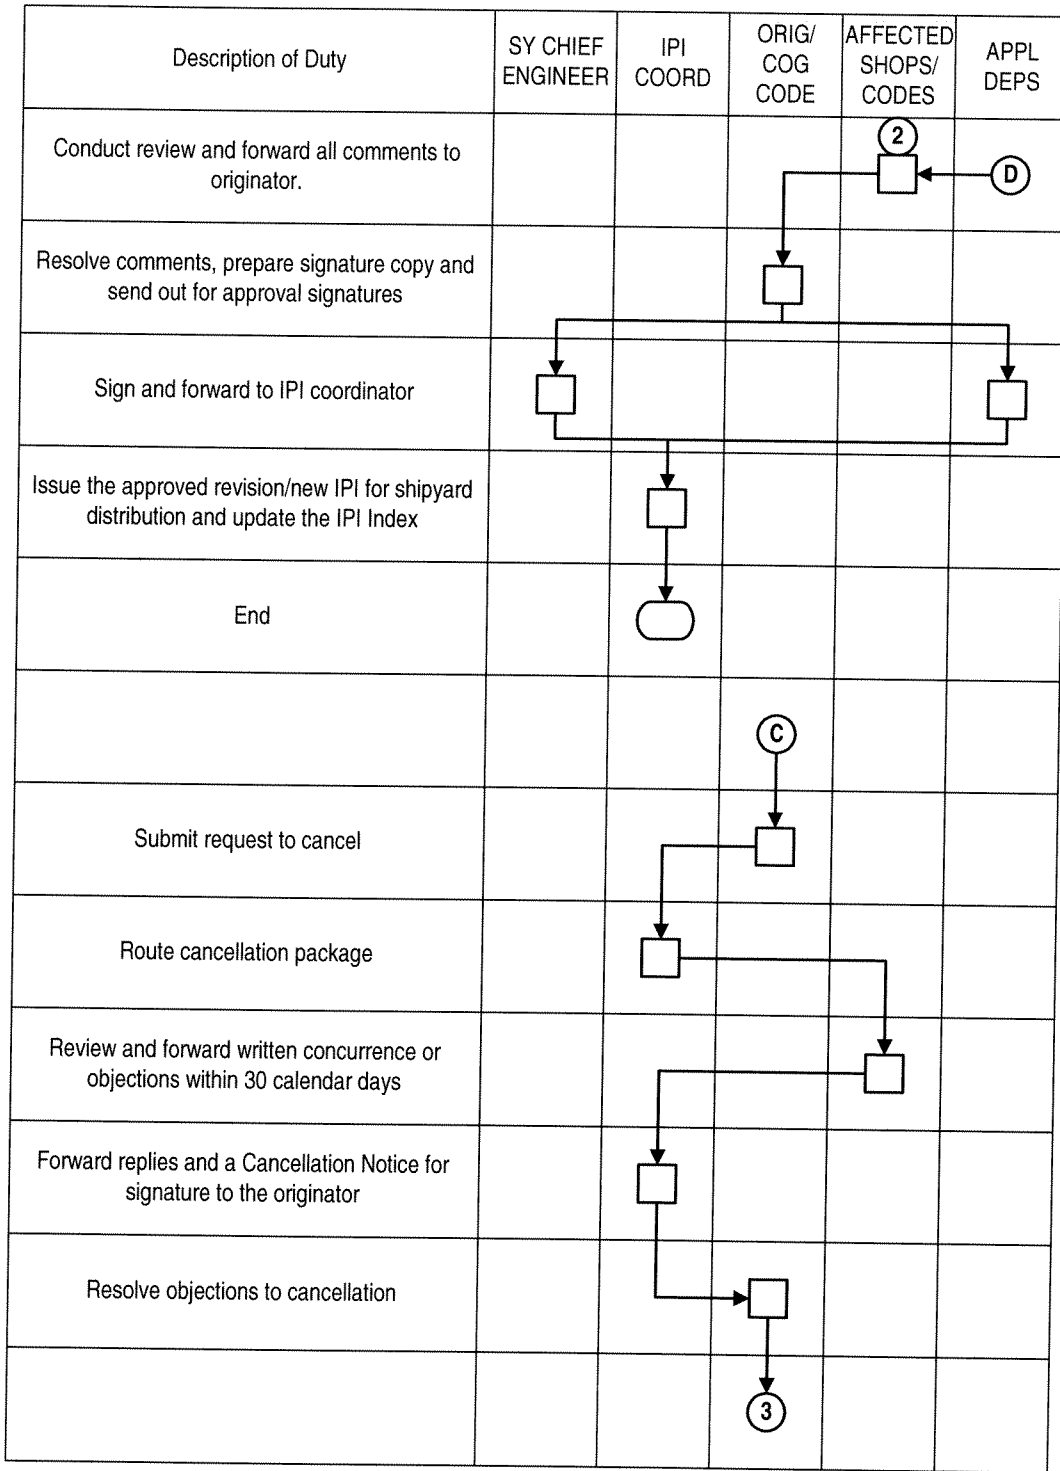 Description of Duty
SY CHIEF
ENGINEER
IPI
COORD
ORIG/
COG
CODE
AFFECTED
SHOPS/
CODES
APPL
DEPS
Conduct review and forward all comments to
originator.
2
D
Resolve comments, prepare signature copy and
send out for approval signatures
Sign and forward to IPI coordinator
Issue the approved revision/new IPI for shipyard
distribution and update the IPI Index
End
C
Submit request to cancel
Route cancellation package
Review and forward written concurrence or
objections within 30 calendar days
Forward replies and a Cancellation Notice for
signature to the originator
Resolve objections to cancellation
3